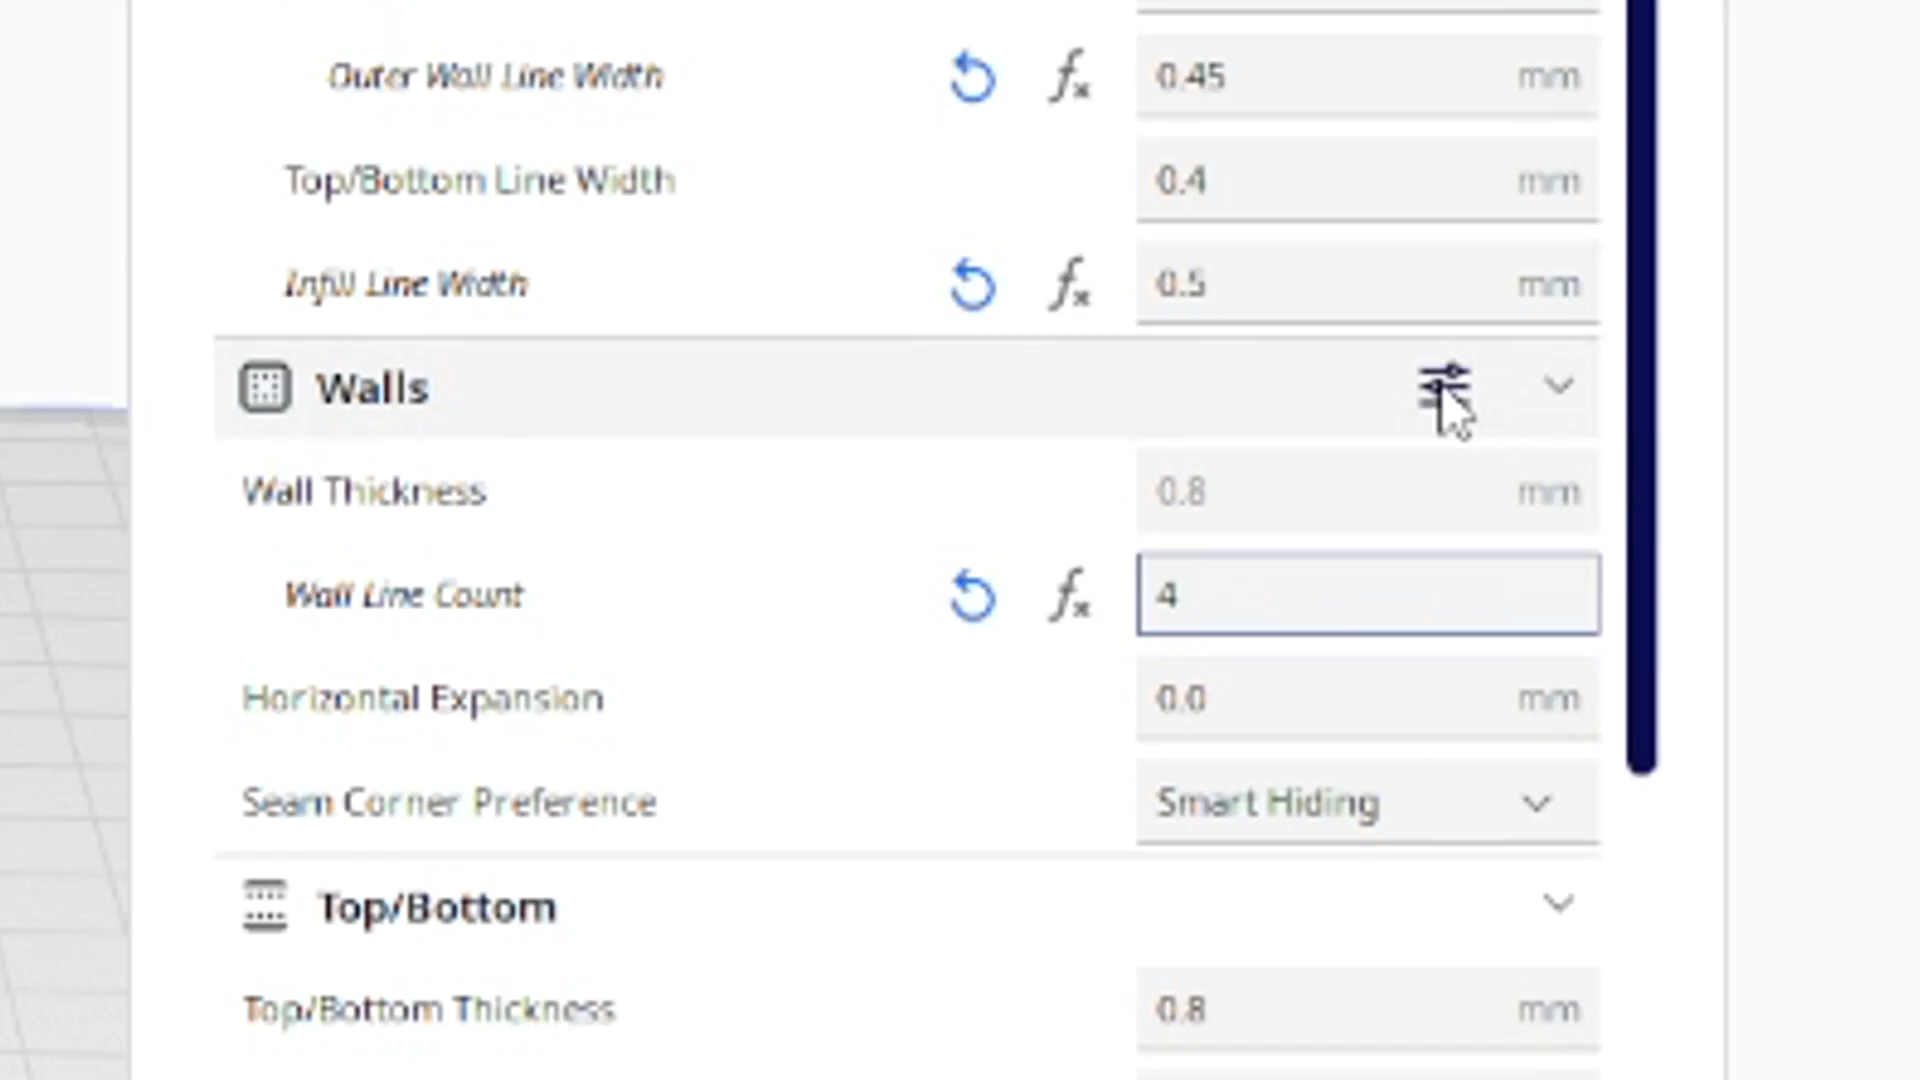 Outer Wall Line Width 0.45 mm
Top/Bottom Line Width 0.4 mm
Infill Line Width 0.5 mm
Walls
Wall Thickness 0.8 mm
Wall Line Count 4
Horizontal Expansion 0.0 mm
Seam Corner Preference Smart Hiding
Top/Bottom
Top/Bottom Thickness 0.8 mm